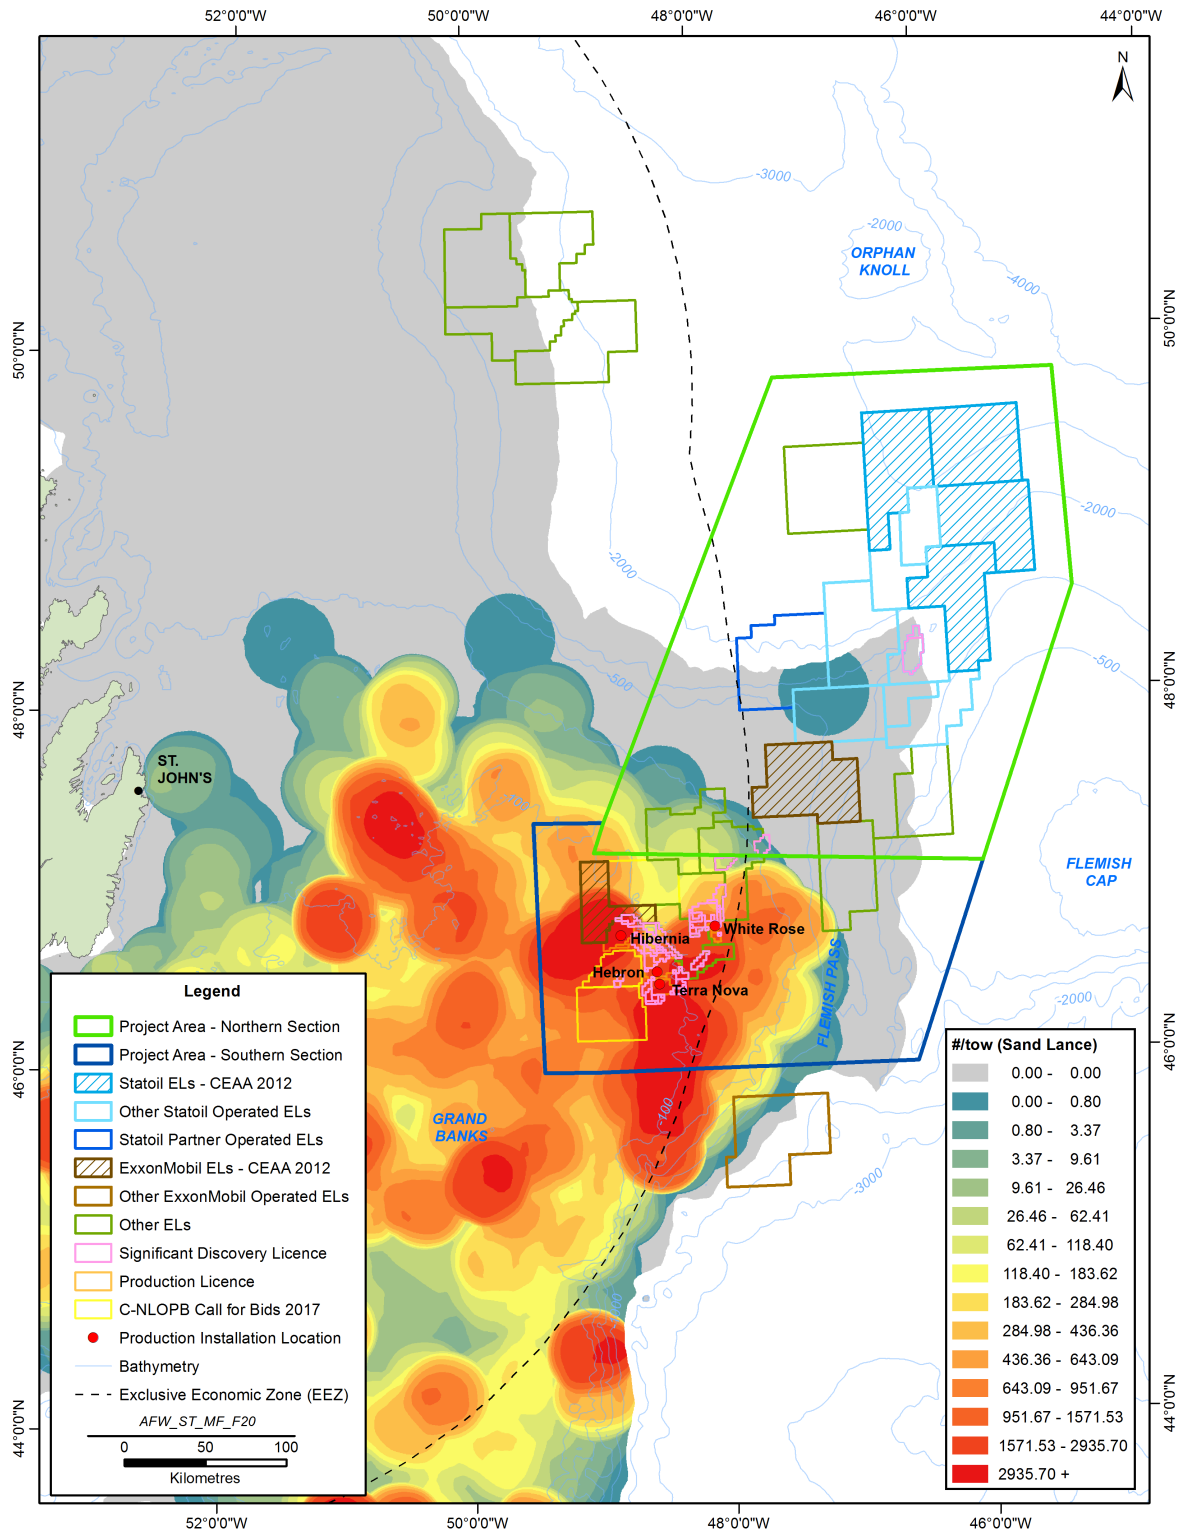 52°0'0"W
50°0'0"W
48°0'0"W
46°0'0"W
44°0'0"W
N
-3000
-2000
ORPHAN
KNOLL
-4000
50°0'0"N
50°0'0"N
-2000
-2000
-500
-500
48°0'0"N
48°0'0"N
ST.
JOHN'S
-100
FLEMISH
CAP
White Rose
Hibernia
Hebron
Terra Nova
FLEMISH PASS
-2000
46°0'0"N
46°0'0"N
-100
GRAND
BANKS
-3000
44°0'0"N
44°0'0"N
Legend
Project Area - Northern Section
Project Area - Southern Section
Statoil ELs - CEAA 2012
Other Statoil Operated ELs
Statoil Partner Operated ELs
ExxonMobil ELs - CEAA 2012
Other ExxonMobil Operated ELs
Other ELs
Significant Discovery Licence
Production Licence
C-NLOPB Call for Bids 2017
Production Installation Location
Bathymetry
Exclusive Economic Zone (EEZ)
AFW_ST_MF_F20
0 50 100
Kilometres
#/tow (Sand Lance)
0.00 - 0.00
0.00 - 0.80
0.80 - 3.37
3.37 - 9.61
9.61 - 26.46
26.46 - 62.41
62.41 - 118.40
118.40 - 183.62
183.62 - 284.98
284.98 - 436.36
436.36 - 643.09
643.09 - 951.67
951.67 - 1571.53
1571.53 - 2935.70
2935.70 +
52°0'0"W
50°0'0"W
48°0'0"W
46°0'0"W